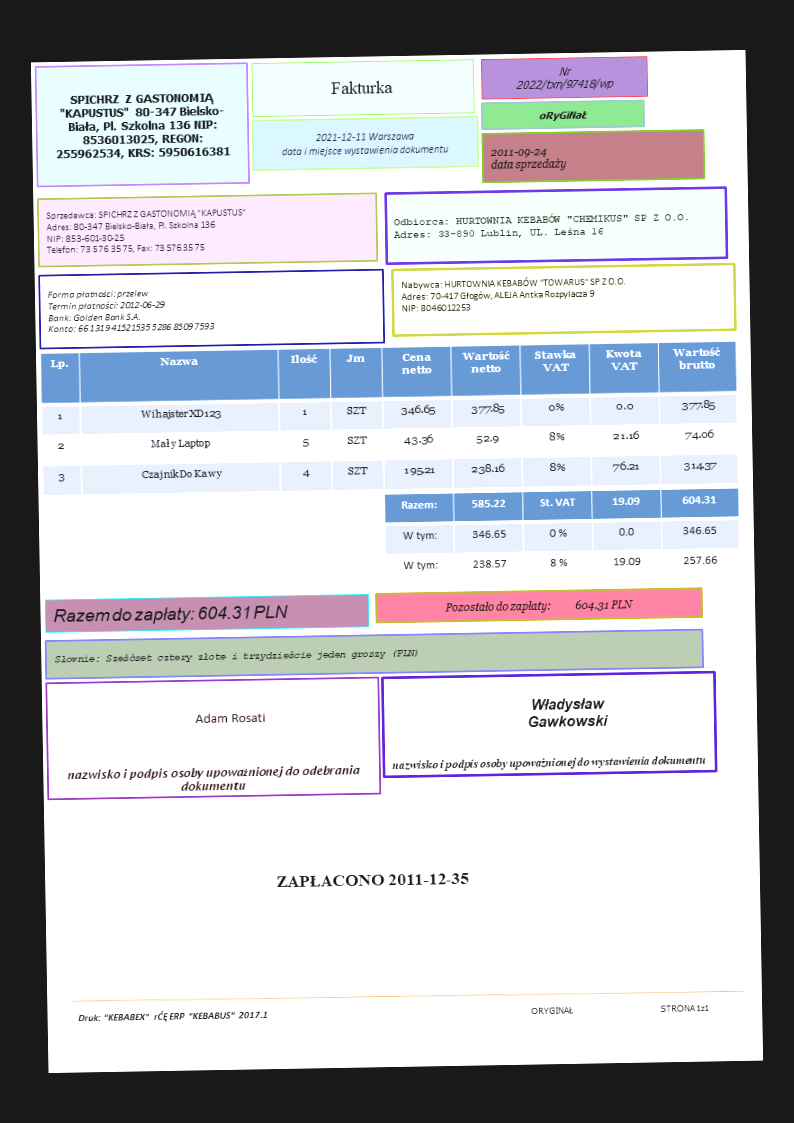 SPICHRZ Z GASTONOMIĄ
"KAPUSTUS" 80-347 Bielsko-
Biała, Pl. Szkolna 136 NIP:
8536013025, REGON:
255962534, KRS: 5950616381
Fakturka
2021-12-11 Warszawa
data i miejsce wystawienia dokumentu
Nr
2022/txn/97418/wp
oRyGiNaŁ
2011-09-24
data sprzedaży
Sprzedawca: SPICHRZ Z GASTONOMIĄ "KAPUSTUS"
Adres: 80-347 Bielsko-Biała, Pl. Szkolna 136
NIP: 853-601-30-25
Telefon: 73 576 35 75, Fax: 73 576 35 75
Odbiorca: HURTOWNIA KEBABÓW "CHEMIKUS" SP Z O.O.
Adres: 33-890 Lublin, UL. Leśna 16
Forma płatności: przelew
Termin płatności: 2012-06-29
Bank: Golden Bank S.A.
Konto: 66 1319 4152 1535 5286 8509 7593
Nabywca: HURTOWNIA KEBABÓW "TOWARUS" SP Z O.O.
Adres: 70-417 Głogów, ALEJA Antka Rozpylacza 9
NIP: 8046012253
Lp. Nazwa Ilość Jm Cena netto Wartość netto Stawka VAT Kwota VAT Wartość brutto
1 Wihajster XD123 1 SZT 346.65 377.85 0% 0.0 377.85
2 Mały Laptop 5 SZT 43.36 52.9 8% 21.16 74.06
3 Czajnik Do Kawy 4 SZT 195.21 238.16 8% 76.21 314.37
Razem: 585.22 St. VAT 19.09 604.31
W tym: 346.65 0 % 0.0 346.65
W tym: 238.57 8 % 19.09 257.66
Razem do zapłaty: 604.31 PLN
Pozostało do zapłaty: 604.31 PLN
Słownie: Sześćset cztery złote i trzydzieście jeden groszy (PLN)
Adam Rosati
nazwisko i podpis osoby upoważnionej do odebrania
dokumentu
Władysław
Gawkowski
nazwisko i podpis osoby upoważnionej do wystawienia dokumentu
ZAPŁACONO 2011-12-35
Druk: "KEBABEX" rĆĘ ERP "KEBABUS" 2017.1
ORYGINAŁ
STRONA 1z1